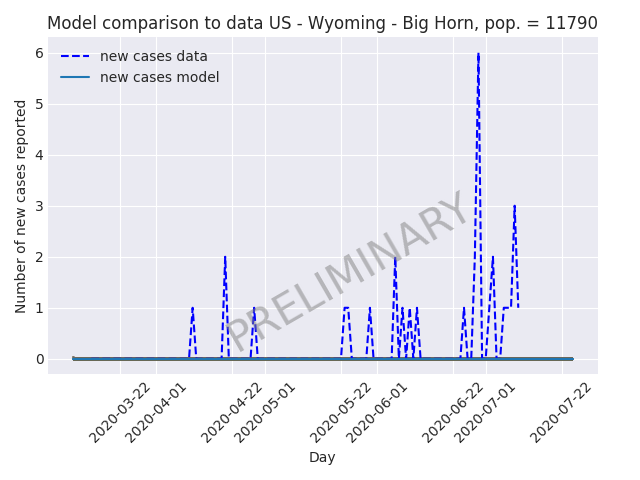 Model comparison to data US - Wyoming - Big Horn, pop. = 11790
new cases data
new cases model
Number of new cases reported
6
5
4
3
2
1
0
PRELIMINARY
2020-03-22
2020-04-01
2020-04-22
2020-05-01
2020-05-22
2020-06-01
2020-06-22
2020-07-01
2020-07-22
Day